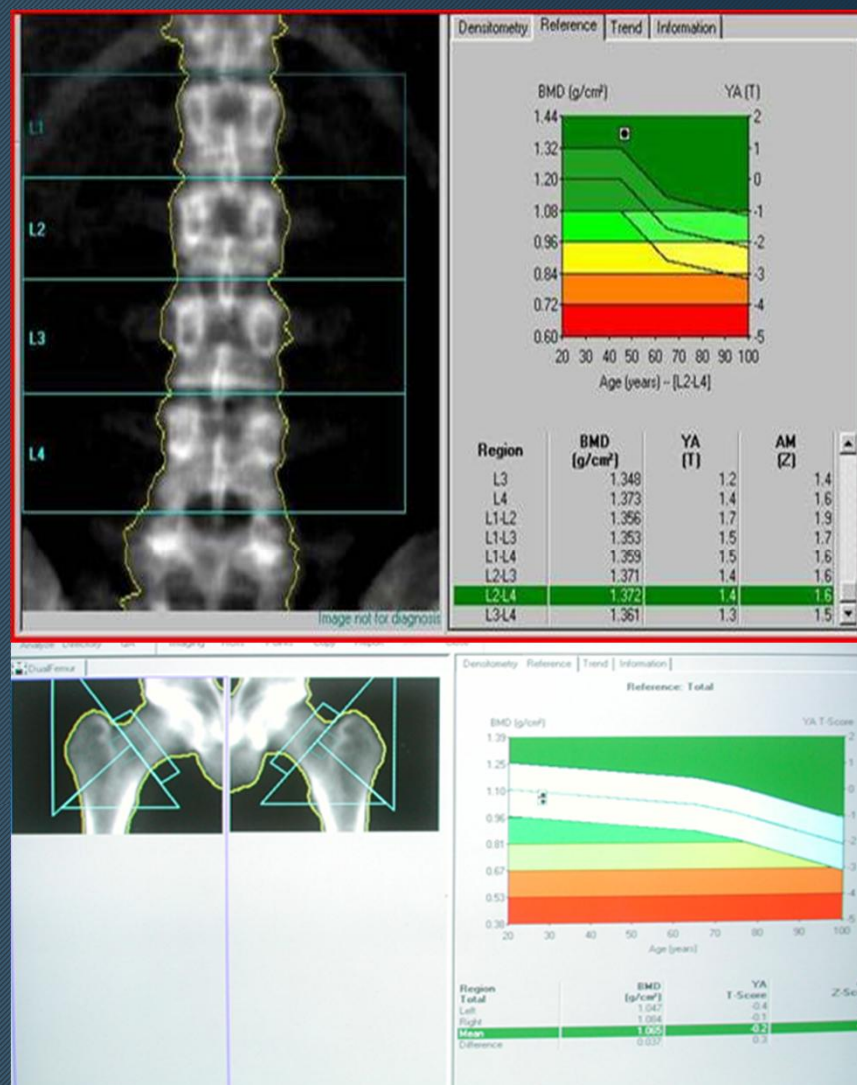 Densitometry Reference Trend Information
BMD (g/cm²) YA (T)
1.44 2
1.32 1
1.20 0
1.08 -1
0.96 -2
0.84 -3
0.72 -4
0.60 -5
20 30 40 50 60 70 80 90 100
Age (years) - [L2-L4]
L1
L2
L3
L4
Region BMD (g/cm²) YA (T) AM (Z)
L3 1.348 1.2 1.4
L4 1.373 1.4 1.6
L1-L2 1.356 1.7 1.9
L1-L3 1.353 1.5 1.7
L1-L4 1.359 1.5 1.6
L2-L3 1.371 1.4 1.6
L2-L4 1.372 1.4 1.6
L3-L4 1.361 1.3 1.5
Image not for diagnosis
DualFemur
Densitometry Reference Trend Information
Reference: Total
BMD (g/cm²) YA T-Score
1.39 2
1.25 1
1.10 0
0.96 -1
0.81 -2
0.67 -3
0.53 -4
0.38 -5
20 30 40 50 60 70 80 90 100
Age (years)
Region BMD YA
Total (g/cm²) T-Score Z-Sc
Left 1.047 -0.4
Right 1.084 -0.1
Mean 1.065 -0.2
Difference 0.037 0.3